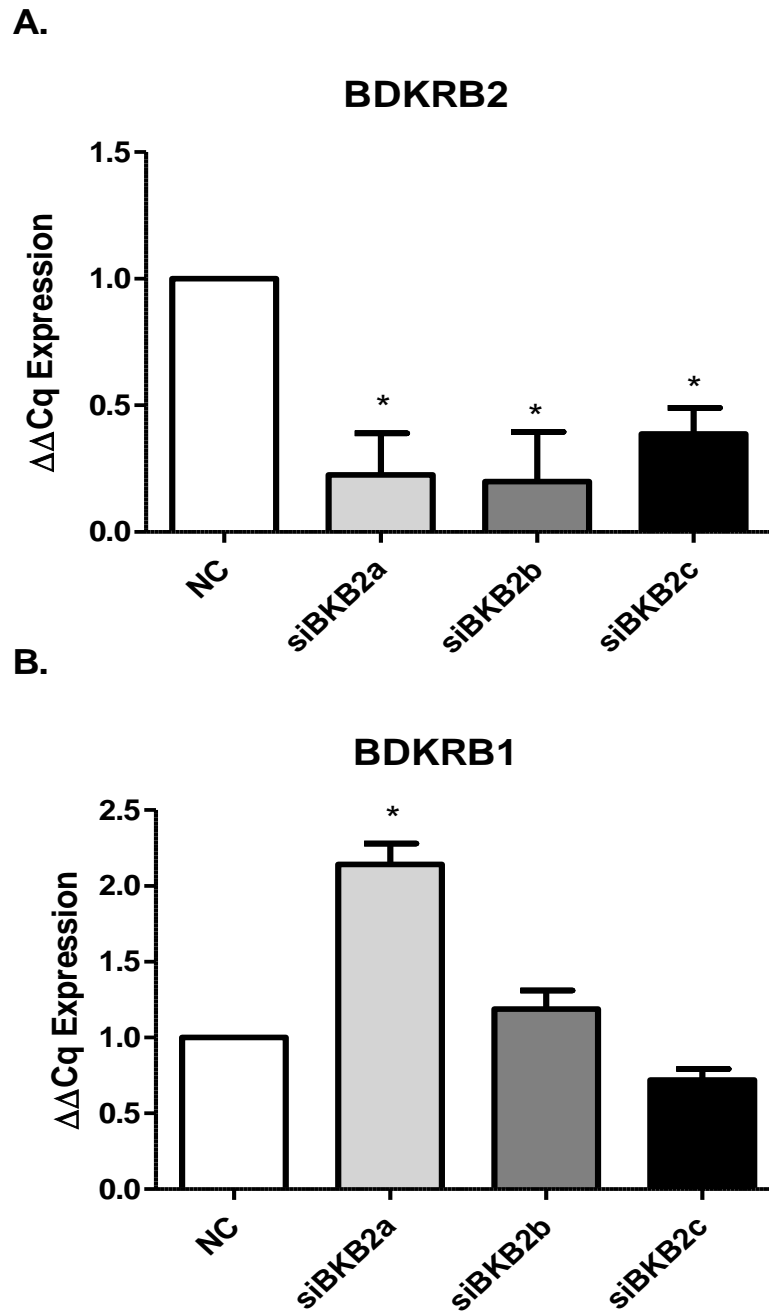 A.
BDKRB2
ΔΔCq Expression
1.5
1.0
0.5
0.0
*
*
*
NC
siBKB2a
siBKB2b
siBKB2c
B.
BDKRB1
ΔΔCq Expression
2.5
2.0
1.5
1.0
0.5
0.0
*
NC
siBKB2a
siBKB2b
siBKB2c